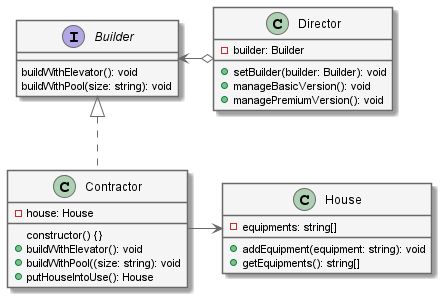 I Builder
buildWithElevator(): void
buildWithPool(size: string): void
C Director
builder: Builder
setBuilder(builder: Builder): void
manageBasicVersion(): void
managePremiumVersion(): void
C Contractor
house: House
constructor() {}
buildWithElevator(): void
buildWithPool((size: string): void
putHouseIntoUse(): House
C House
equipments: string[]
addEquipment(equipment: string): void
getEquipments(): string[]